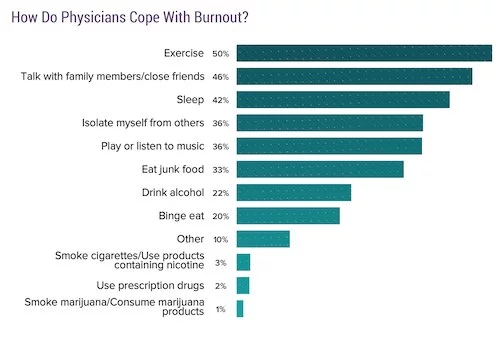 How Do Physicians Cope With Burnout?
Exercise 50%
Talk with family members/close friends 46%
Sleep 42%
Isolate myself from others 36%
Play or listen to music 36%
Eat junk food 33%
Drink alcohol 22%
Binge eat 20%
Other 10%
Smoke cigarettes/Use products
containing nicotine 3%
Use prescription drugs 2%
Smoke marijuana/Consume marijuana
products 1%